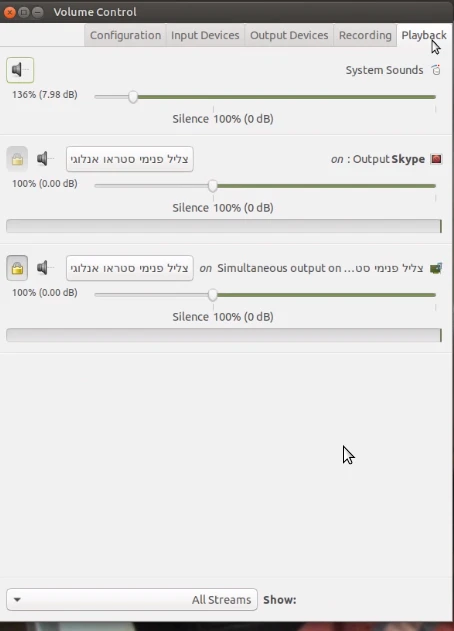 Volume Control
Configuration Input Devices Output Devices Recording Playback
System Sounds
136% (7.98 dB)
Silence 100% (0 dB)
צליל פנימי סטראו אנלוגי on : Output Skype
100% (0.00 dB)
Silence 100% (0 dB)
צליל פנימי סטראו אנלוגי on Simultaneous output on צליל פנימי סט...
100% (0.00 dB)
Silence 100% (0 dB)
All Streams Show: